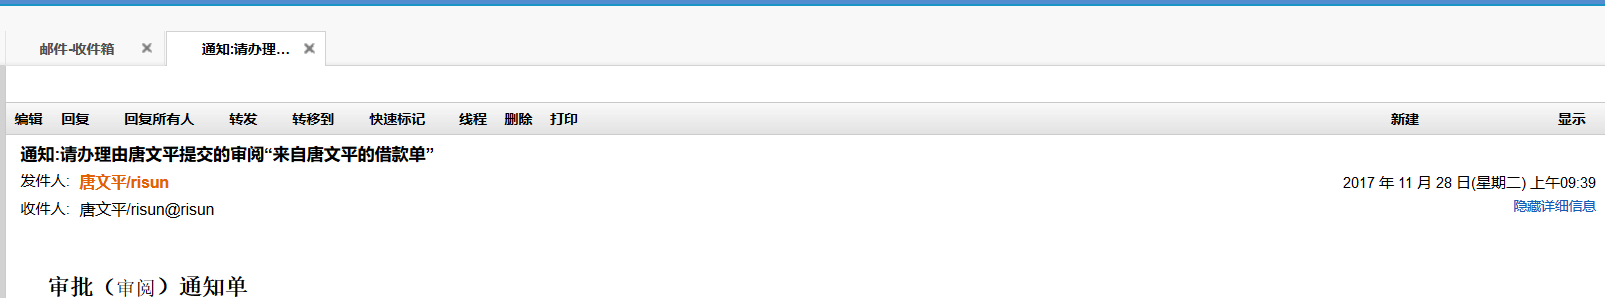 邮件-收件箱 通知:请办理...
编辑 回复 回复所有人 转发 转移到 快速标记 线程 删除 打印 新建 显示
通知:请办理由唐文平提交的审阅“来自唐文平的借款单”
发件人: 唐文平/risun 2017 年 11 月 28 日(星期二) 上午09:39
收件人: 唐文平/risun@risun 隐藏详细信息
审批（审阅）通知单